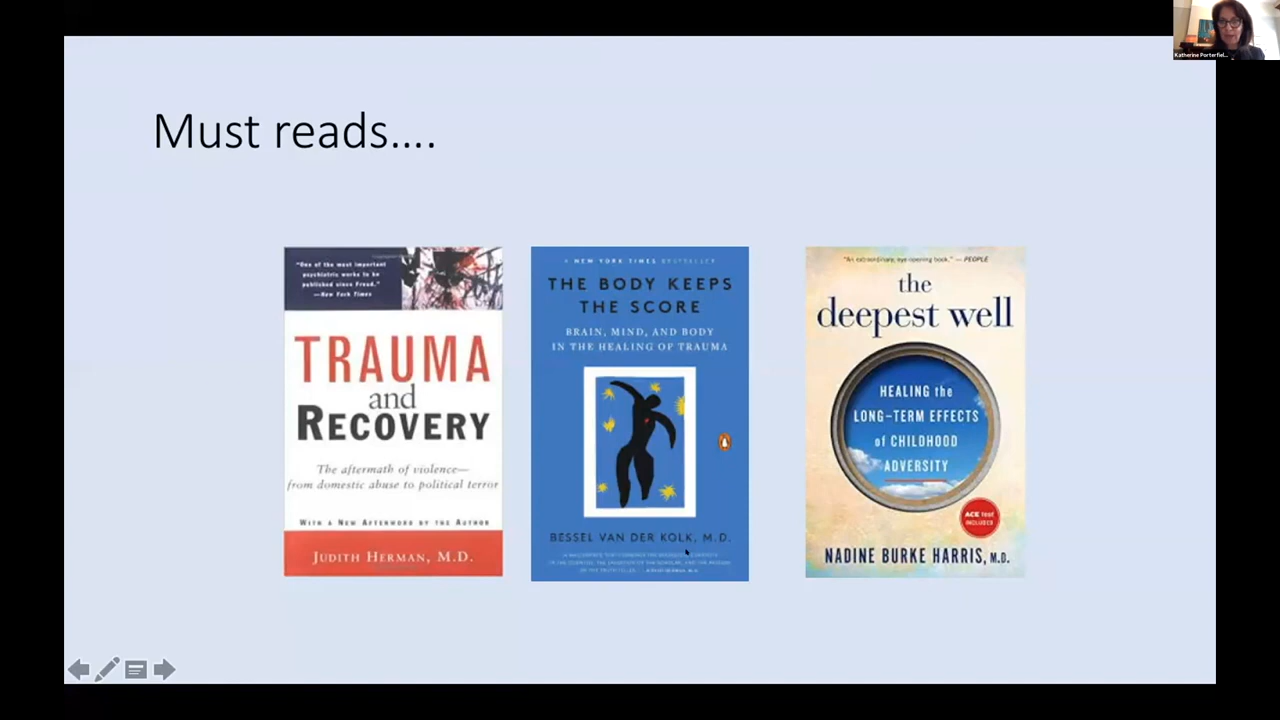 Katherine Porterfiel...
Must reads....
"One of the most important
psychiatric works to be
published since Freud."
—New York Times
TRAUMA
and
RECOVERY
The aftermath of violence—
from domestic abuse to political terror
WITH A NEW AFTERWORD BY THE AUTHOR
JUDITH HERMAN, M.D.
A NEW YORK TIMES BESTSELLER
THE BODY KEEPS
THE SCORE
BRAIN, MIND, AND BODY
IN THE HEALING OF TRAUMA
BESSEL VAN DER KOLK, M.D.
"An extraordinary, eye-opening book." — PEOPLE
the
deepest well
HEALING the
LONG-TERM EFFECTS
of CHILDHOOD
ADVERSITY
ACE test
INCLUDED
NADINE BURKE HARRIS, M.D.